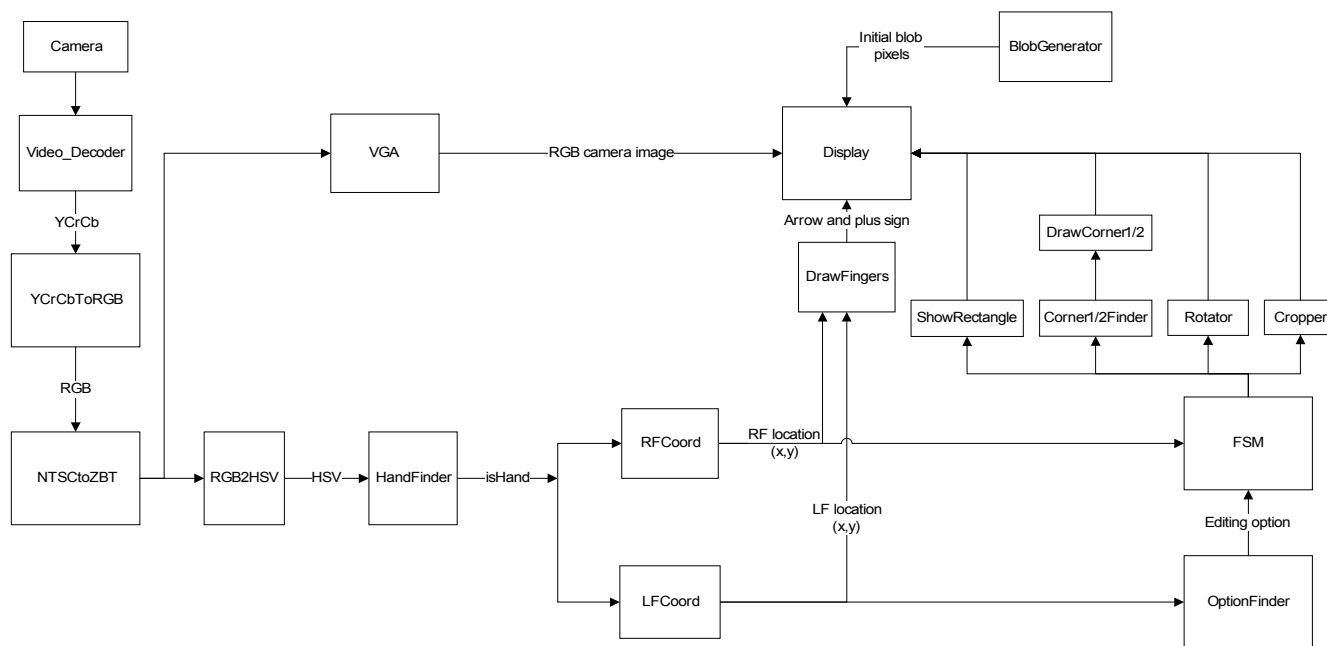 Camera
Initial blob
pixels
BlobGenerator
Video_Decoder
VGA
RGB camera image
Display
YCrCb
Arrow and plus sign
DrawCorner1/2
YCrCbToRGB
DrawFingers
ShowRectangle
Corner1/2Finder
Rotator
Cropper
RGB
NTSCtoZBT
RGB2HSV
HSV
HandFinder
isHand
RFCoord
RF location
(x,y)
FSM
LF location
(x,y)
Editing option
LFCoord
OptionFinder